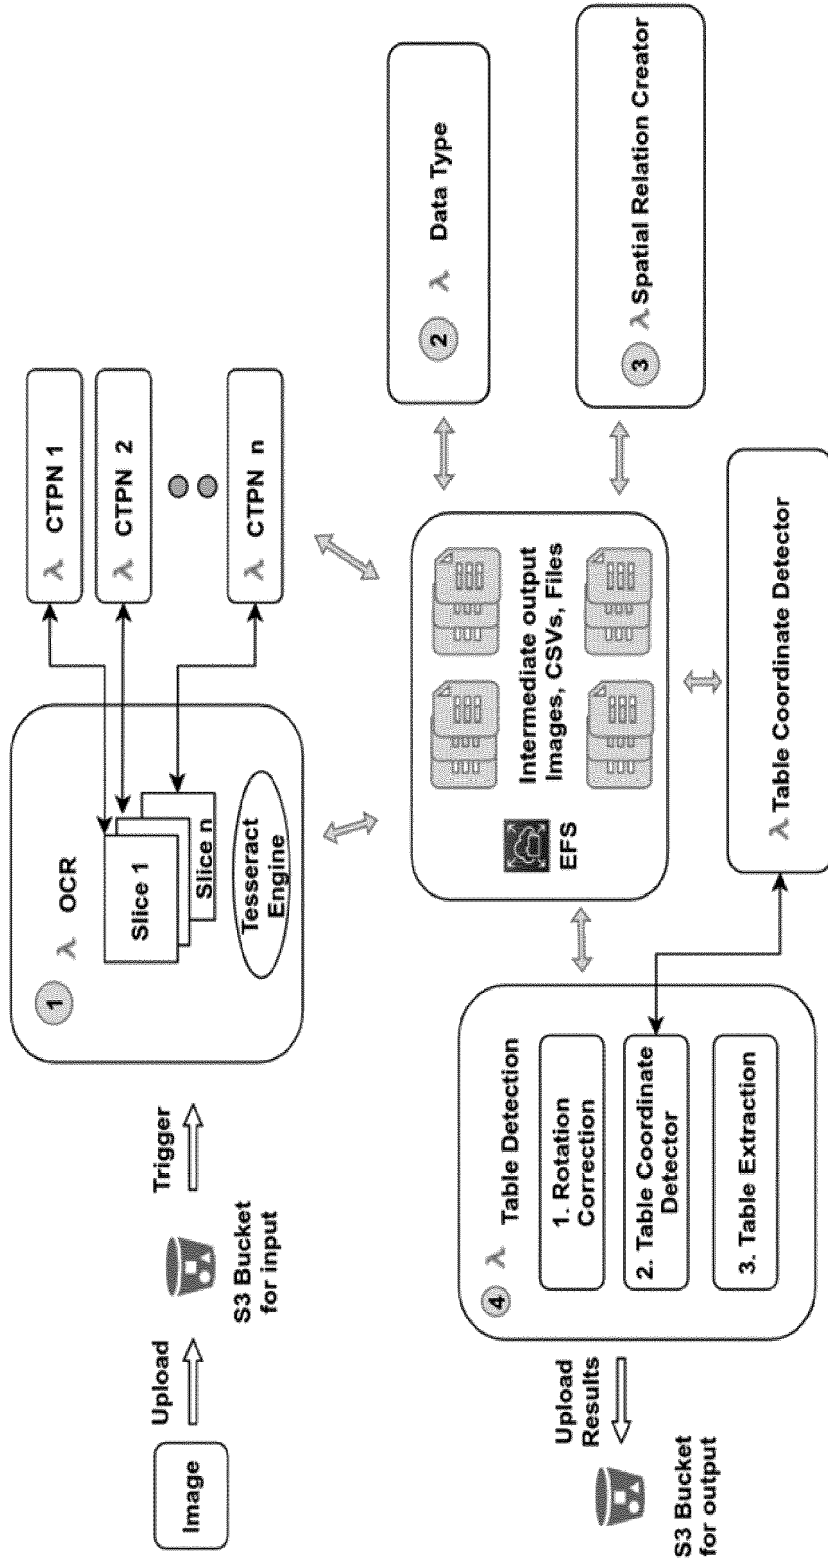 Image
Upload
S3 Bucket
for input
Trigger
1
λ OCR
Slice 1
Slice n
Tesseract
Engine
λ CTPN 1
λ CTPN 2
λ CTPN n
2
λ Data Type
3
λ Spatial Relation Creator
EFS
Intermediate output
Images, CSVs, Files
λ Table Coordinate Detector
4
λ Table Detection
1. Rotation
Correction
2. Table Coordinate
Detector
3. Table Extraction
Upload
Results
S3 Bucket
for output